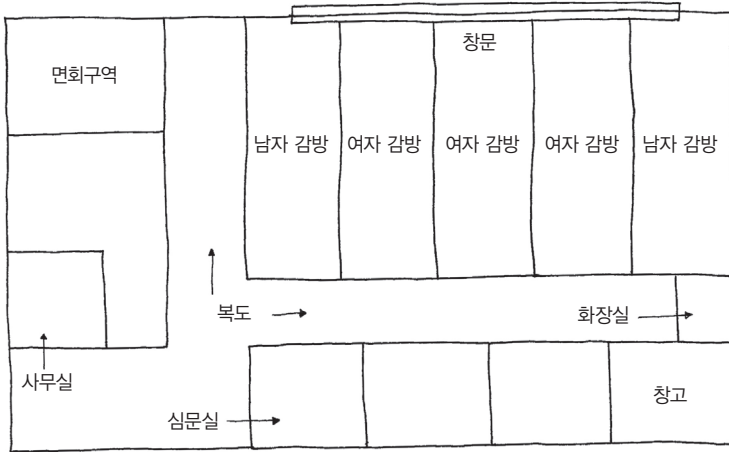 창문
면회구역
남자 감방
여자 감방
여자 감방
여자 감방
남자 감방
복도
화장실
사무실
창고
심문실